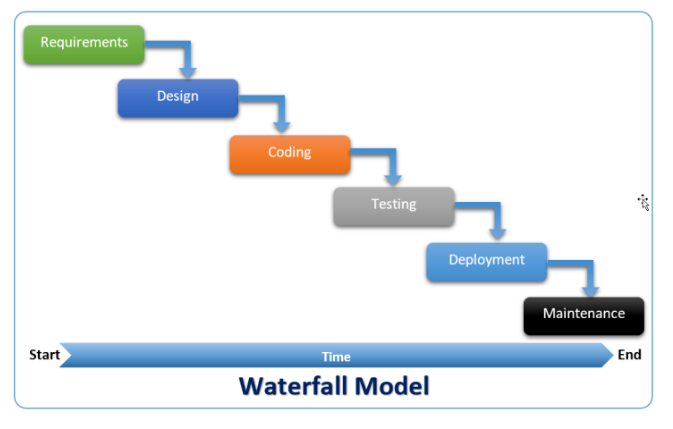 Requirements
Design
Coding
Testing
Deployment
Maintenance
Start
Time
End
Waterfall Model